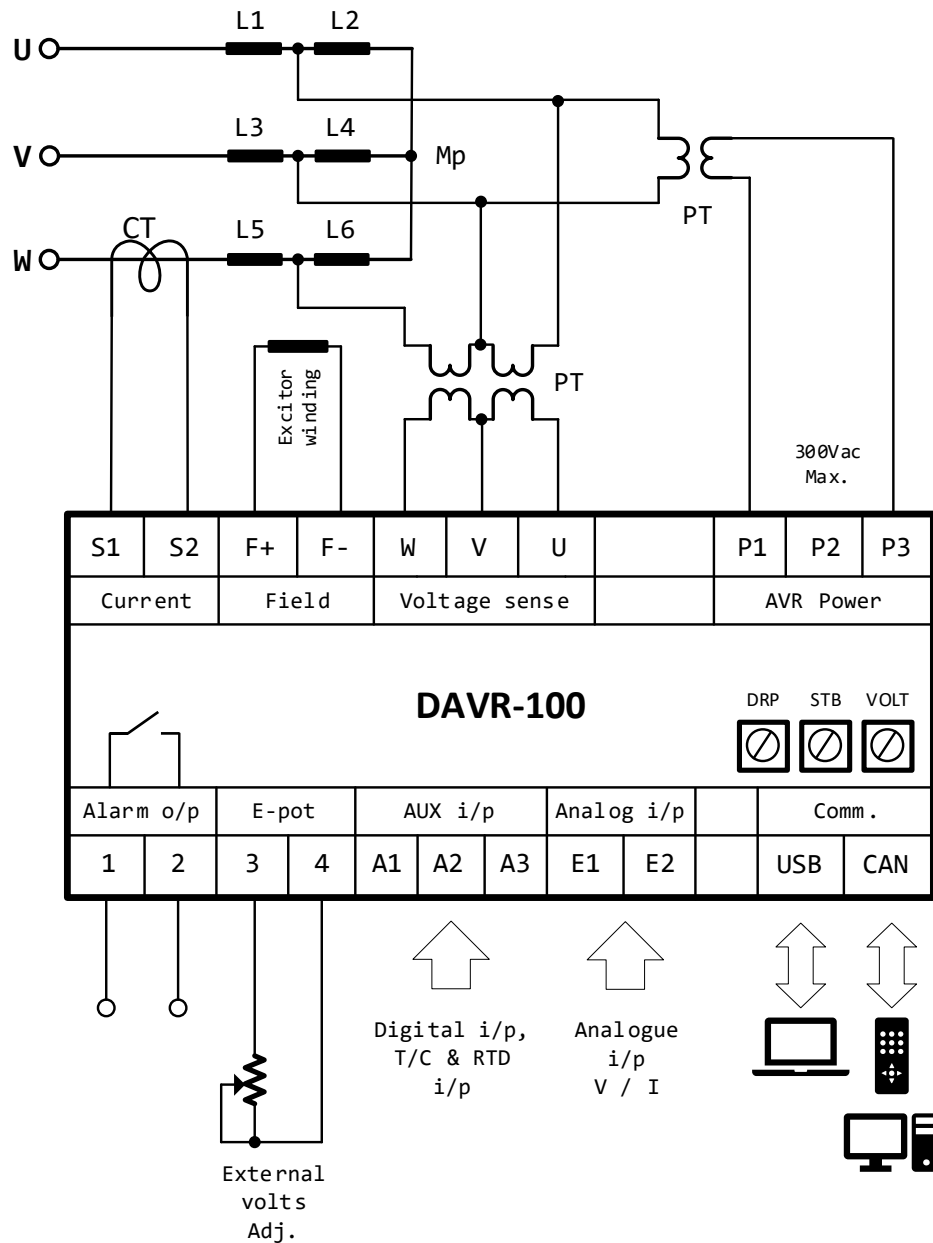 L1
L2
U
L3
L4
V
Mp
PT
CT
L5
L6
W
Excitor
winding
PT
300Vac
Max.
S1 S2 F+ F- W V U P1 P2 P3
Current Field Voltage sense AVR Power
DAVR-100
DRP STB VOLT
Alarm o/p E-pot AUX i/p Analog i/p Comm.
1 2 3 4 A1 A2 A3 E1 E2 USB CAN
Digital i/p,
T/C & RTD
i/p
Analogue
i/p
V / I
External
volts
Adj.